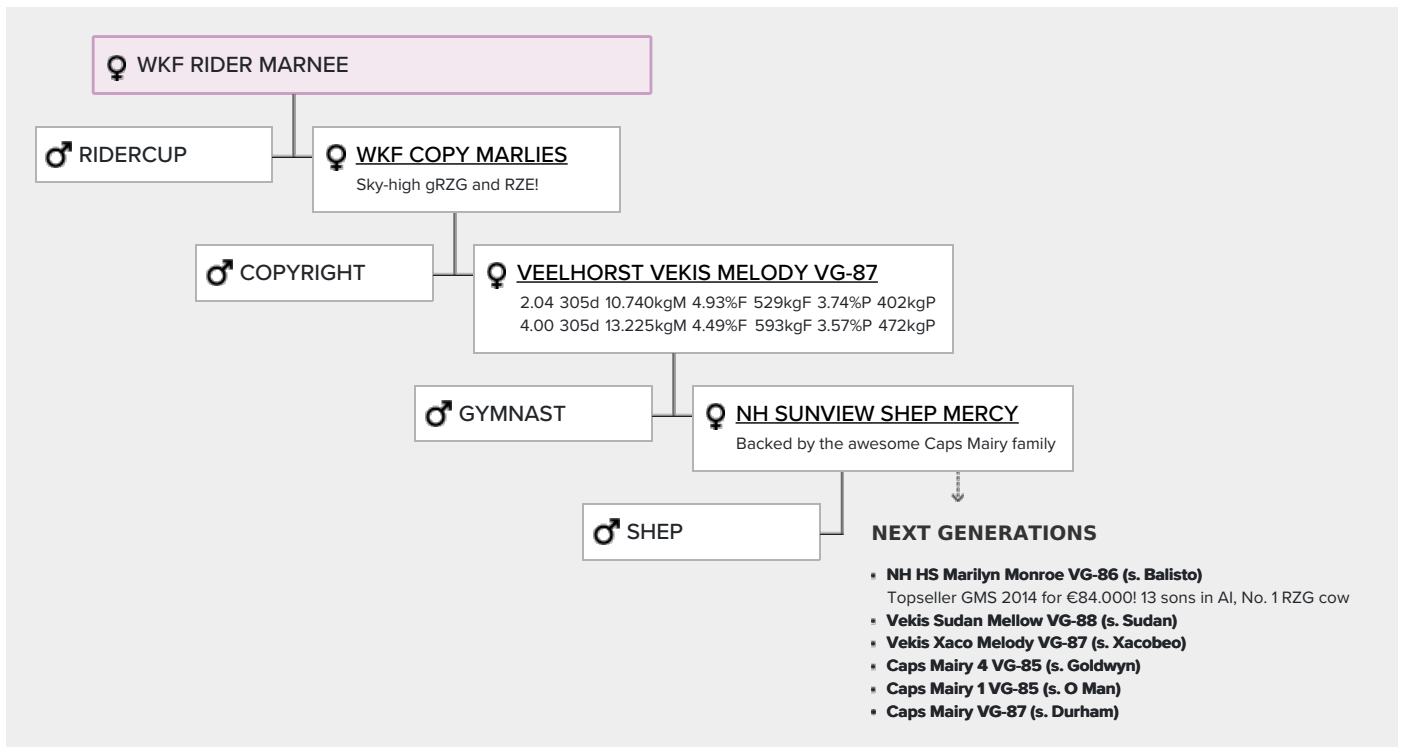 WKF RIDER MARNEE
RIDERCUP
WKF COPY MARLIES
Sky-high gRZG and RZE!
COPYRIGHT
VEELHORST VEKIS MELODY VG-87
2.04 305d 10.740kgM 4.93%F 529kgF 3.74%P 402kgP
4.00 305d 13.225kgM 4.49%F 593kgF 3.57%P 472kgP
GYMNAST
NH SUNVIEW SHEP MERCY
Backed by the awesome Caps Mairy family
SHEP
NEXT GENERATIONS
NH HS Marilyn Monroe VG-86 (s. Balisto)
Topseller GMS 2014 for €84.000! 13 sons in AI, No. 1 RZG cow
Vekis Sudan Mellow VG-88 (s. Sudan)
Vekis Xaco Melody VG-87 (s. Xacobeo)
Caps Mairy 4 VG-85 (s. Goldwyn)
Caps Mairy 1 VG-85 (s. O Man)
Caps Mairy VG-87 (s. Durham)